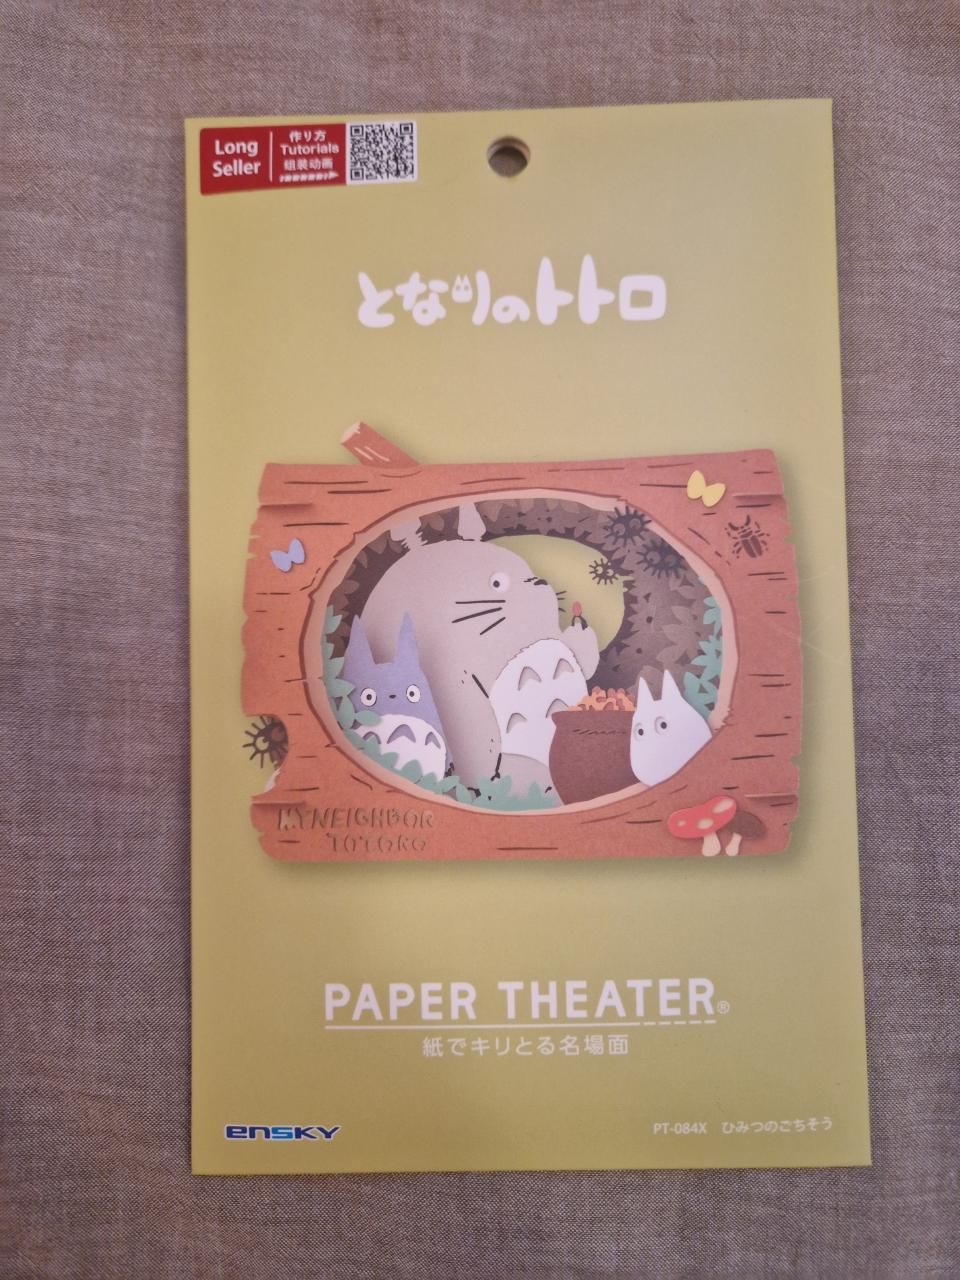 Long
Seller
作り方
Tutorials
组装动画
となりのトトロ
MY NEIGHBOR
TOTORO
PAPER THEATER®
紙でキリとる名場面
ensky
PT-084X ひみつのごちそう